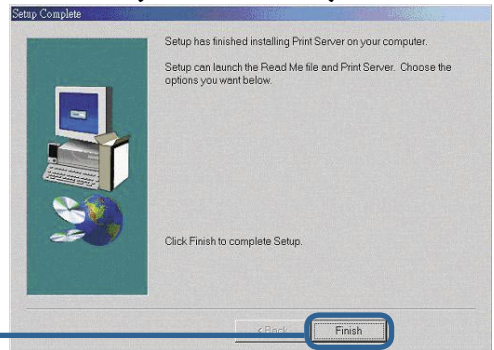 Setup Complete
Setup has finished installing Print Server on your computer.
Setup can launch the Read Me file and Print Server. Choose the
options you want below.
Click Finish to complete Setup.
< Back
Finish